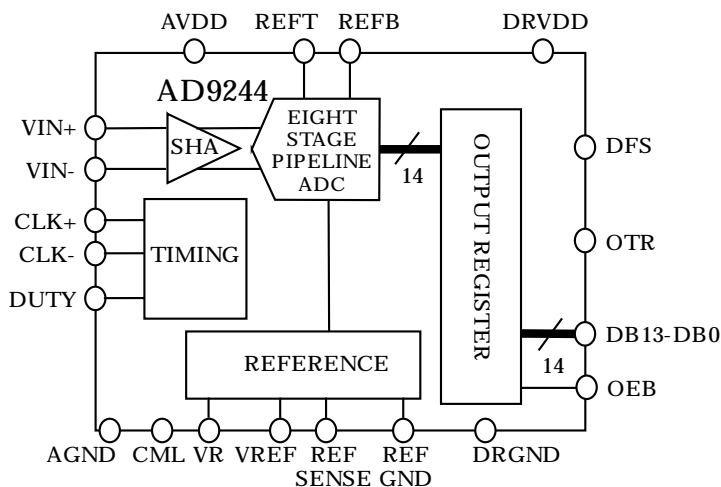 AVDD
REFT
REFB
DRVDD
AD9244
VIN+
VIN-
SHA
EIGHT
STAGE
PIPELINE
ADC
14
OUTPUT REGISTER
DFS
CLK+
CLK-
DUTY
TIMING
OTR
REFERENCE
DB13-DB0
14
OEB
AGND
CML
VR
VREF
REF
SENSE
REF
GND
DRGND